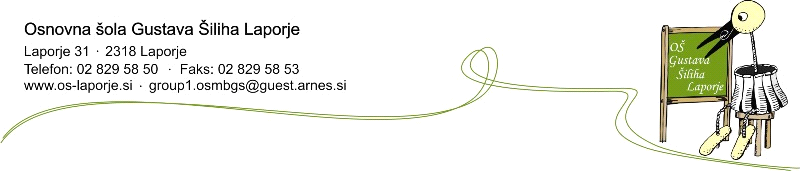 Osnovna šola Gustava Šiliha Laporje
Laporje 31 · 2318 Laporje
Telefon: 02 829 58 50 · Faks: 02 829 58 53
www.os-laporje.si · group1.osmbgs@guest.arnes.si
OŠ
Gustava
Šiliha
Laporje